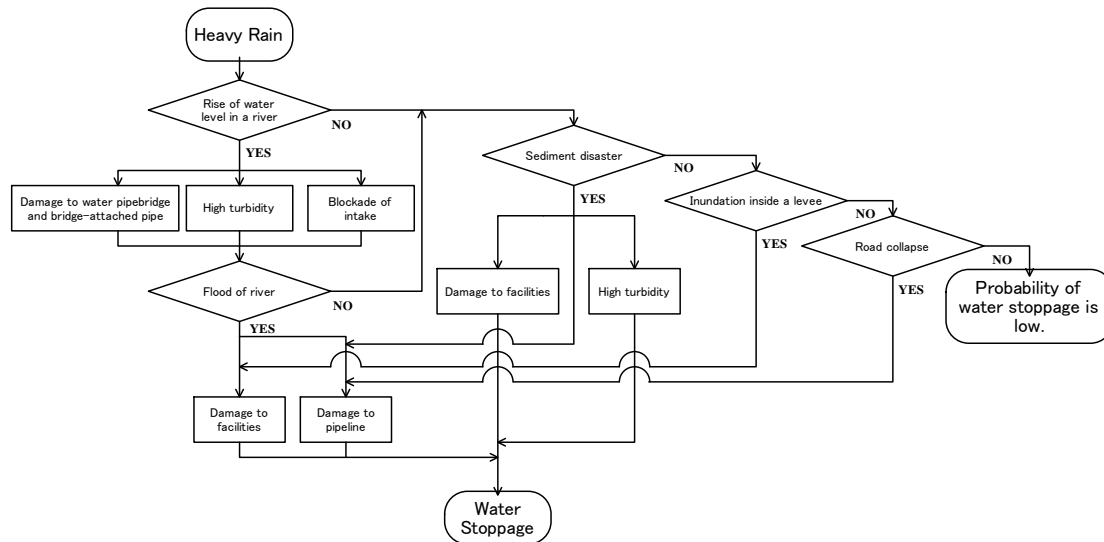 Heavy Rain
Rise of water
level in a river
NO
YES
Damage to water pipebridge
and bridge-attached pipe
High turbidity
Blockade of
intake
Flood of river
NO
YES
Damage to
facilities
Damage to
pipeline
Sediment disaster
NO
YES
Damage to facilities
High turbidity
Inundation inside a levee
NO
YES
Road collapse
NO
YES
Probability of
water stoppage is
low.
Water
Stoppage